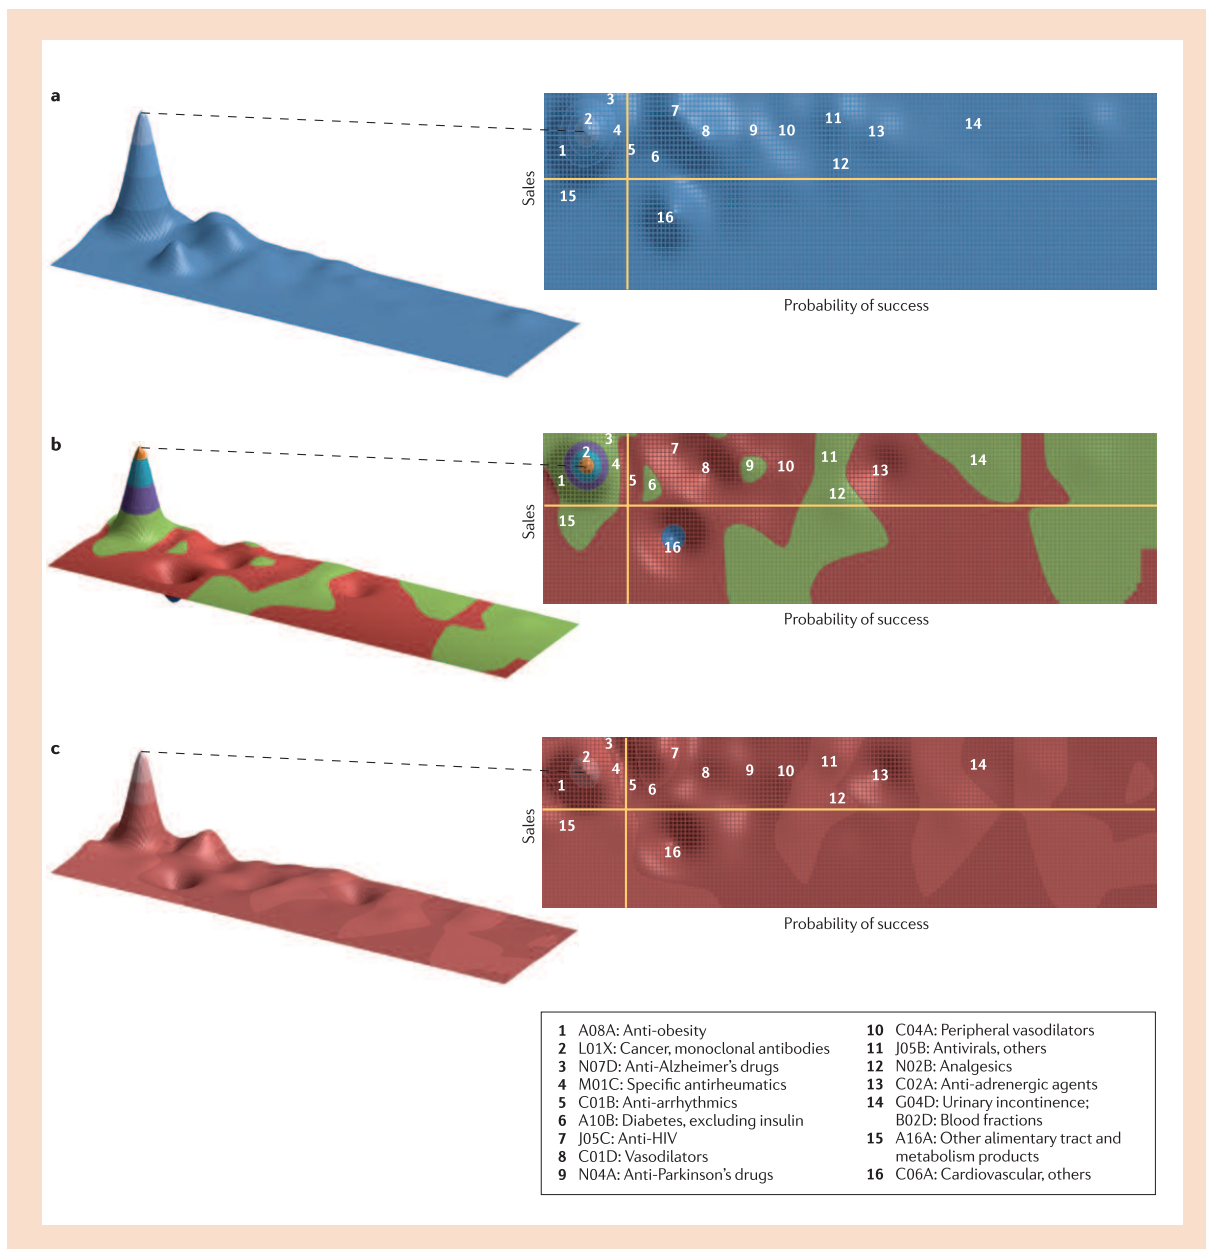 a
3
7
2
4
8
9
10
11
13
14
1
5
6
12
15
16
Sales
Probability of success
b
3
2
7
4
8
9
10
11
13
14
1
5
6
12
15
16
Sales
Probability of success
c
3
2
7
4
8
9
10
11
13
14
1
5
6
12
15
16
Sales
Probability of success
1 A08A: Anti-obesity
2 L01X: Cancer, monoclonal antibodies
3 N07D: Anti-Alzheimer's drugs
4 M01C: Specific antirheumatics
5 C01B: Anti-arrhythmics
6 A10B: Diabetes, excluding insulin
7 J05C: Anti-HIV
8 C01D: Vasodilators
9 N04A: Anti-Parkinson's drugs
10 C04A: Peripheral vasodilators
11 J05B: Antivirals, others
12 N02B: Analgesics
13 C02A: Anti-adrenergic agents
14 G04D: Urinary incontinence;
B02D: Blood fractions
15 A16A: Other alimentary tract and
metabolism products
16 C06A: Cardiovascular, others